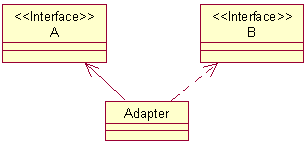 <<Interface>>
A
<<Interface>>
B
Adapter